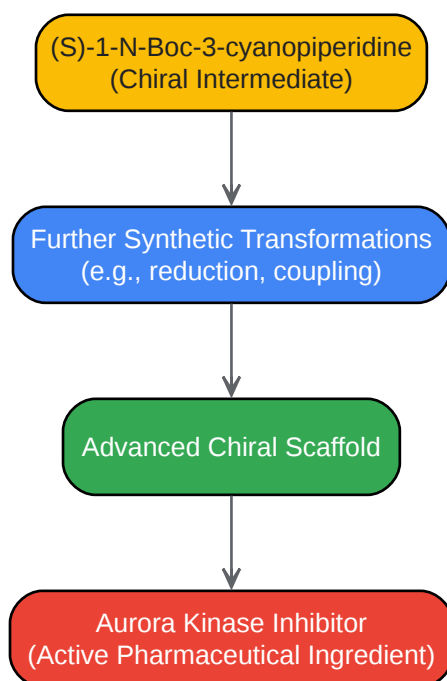 (S)-1-N-Boc-3-cyanopiperidine
(Chiral Intermediate)
Further Synthetic Transformations
(e.g., reduction, coupling)
Advanced Chiral Scaffold
Aurora Kinase Inhibitor
(Active Pharmaceutical Ingredient)